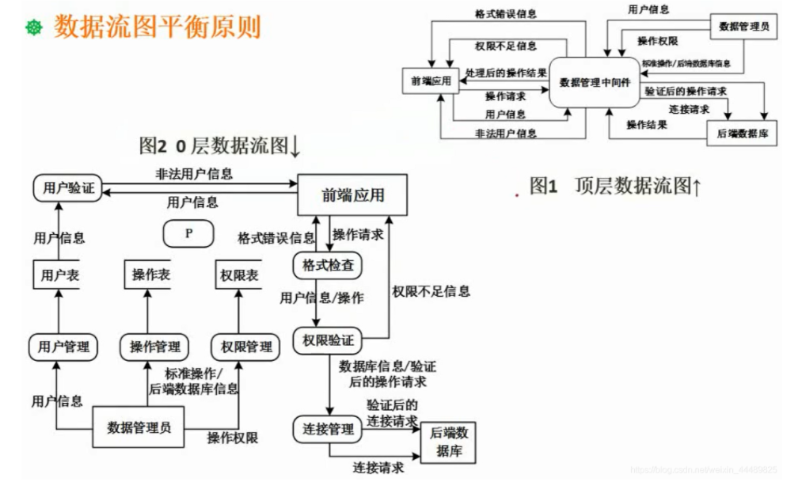 数据流图平衡原则
格式错误信息
权限不足信息
前端应用
处理后的操作结果
操作请求
用户信息
非法用户信息
数据管理中间件
用户信息
操作权限
数据管理员
标准操作/后端数据库信息
验证后的操作请求
连接请求
操作结果
后端数据库
图1 顶层数据流图↑
图2 0层数据流图↓
用户验证
非法用户信息
用户信息
前端应用
P
用户信息
格式错误信息
操作请求
用户表
操作表
权限表
格式检查
用户信息/操作
权限不足信息
用户管理
操作管理
权限管理
权限验证
标准操作/
后端数据库信息
数据库信息/验证
后的操作请求
用户信息
数据管理员
操作权限
验证后的
连接请求
连接管理
后端数
据库
连接请求